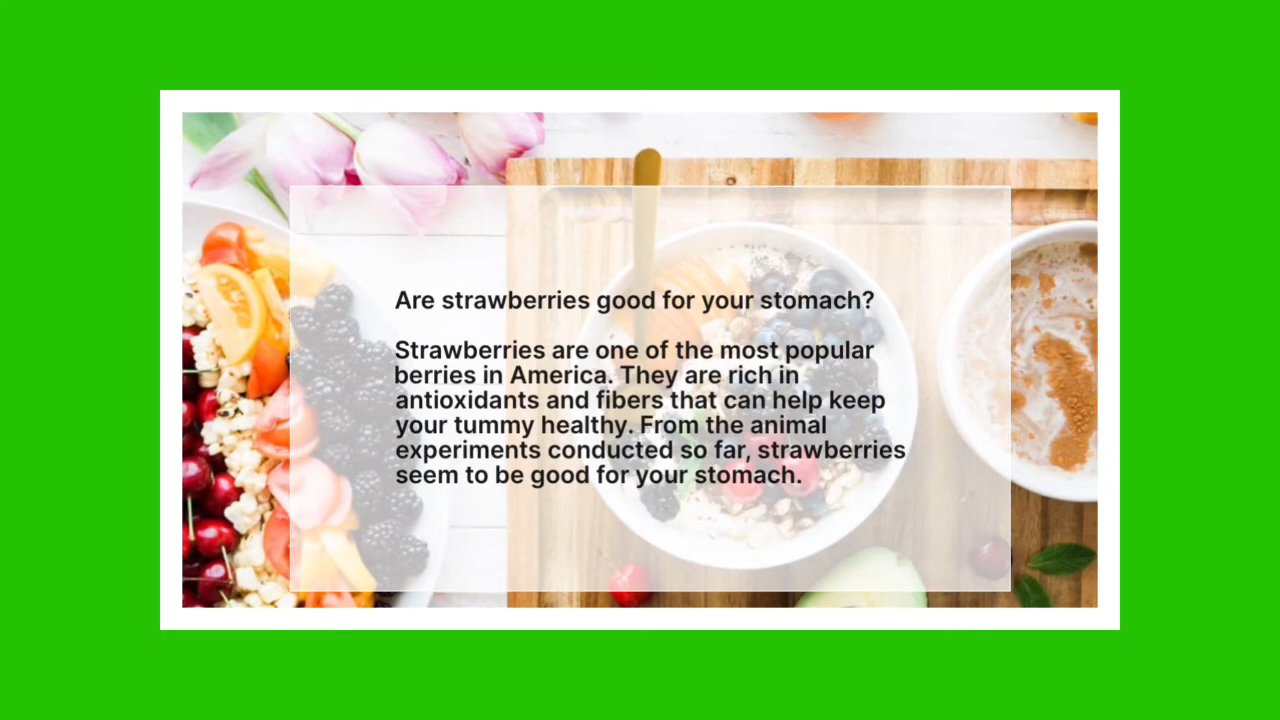 Are strawberries good for your stomach?
Strawberries are one of the most popular
berries in America. They are rich in
antioxidants and fibers that can help keep
your tummy healthy. From the animal
experiments conducted so far, strawberries
seem to be good for your stomach.